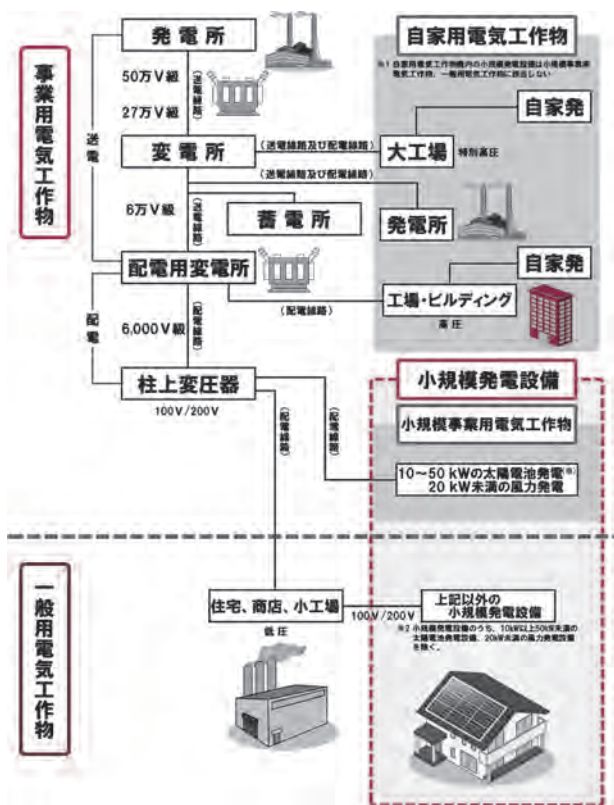 事業用電気工作物
発電所
50万V級
(送電線路)
27万V級
送電
変電所
(送電線路及び配電線路)
(送電線路及び配電線路)
6万V級
(送電線路)
蓄電所
配電用変電所
(配電線路)
配電
6,000V級
(配電線路)
柱上変圧器
100V/200V
(配電線路)
(配電線路)
自家用電気工作物
※1 自家用電気工作物構内の小規模発電設備は小規模事業用
電気工作物、一般用電気工作物に該当しない
自家発
大工場
特別高圧
発電所
自家発
工場・ビルディング
高圧
小規模発電設備
小規模事業用電気工作物
10~50 kWの太陽電池発電(※)
20 kW未満の風力発電
一般用電気工作物
住宅、商店、小工場
低圧
100V/200V
上記以外の
小規模発電設備
※2 小規模発電設備のうち、10kW以上50kW未満の
太陽電池発電設備、20kW未満の風力発電設備
を除く。